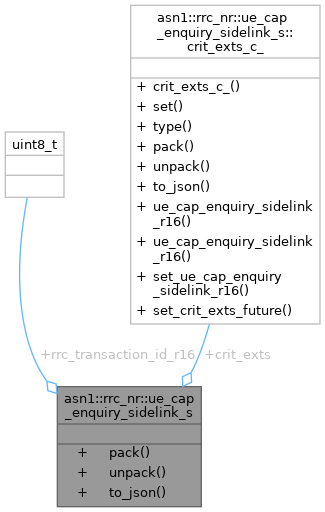 asn1::rrc_nr::ue_cap
_enquiry_sidelink_s::
crit_exts_c_
+ crit_exts_c_()
+ set()
+ type()
+ pack()
+ unpack()
+ to_json()
+ ue_cap_enquiry_sidelink
_r16()
+ ue_cap_enquiry_sidelink
_r16()
+ set_ue_cap_enquiry
_sidelink_r16()
+ set_crit_exts_future()
uint8_t
+rrc_transaction_id_r16
+crit_exts
asn1::rrc_nr::ue_cap
_enquiry_sidelink_s
+ pack()
+ unpack()
+ to_json()